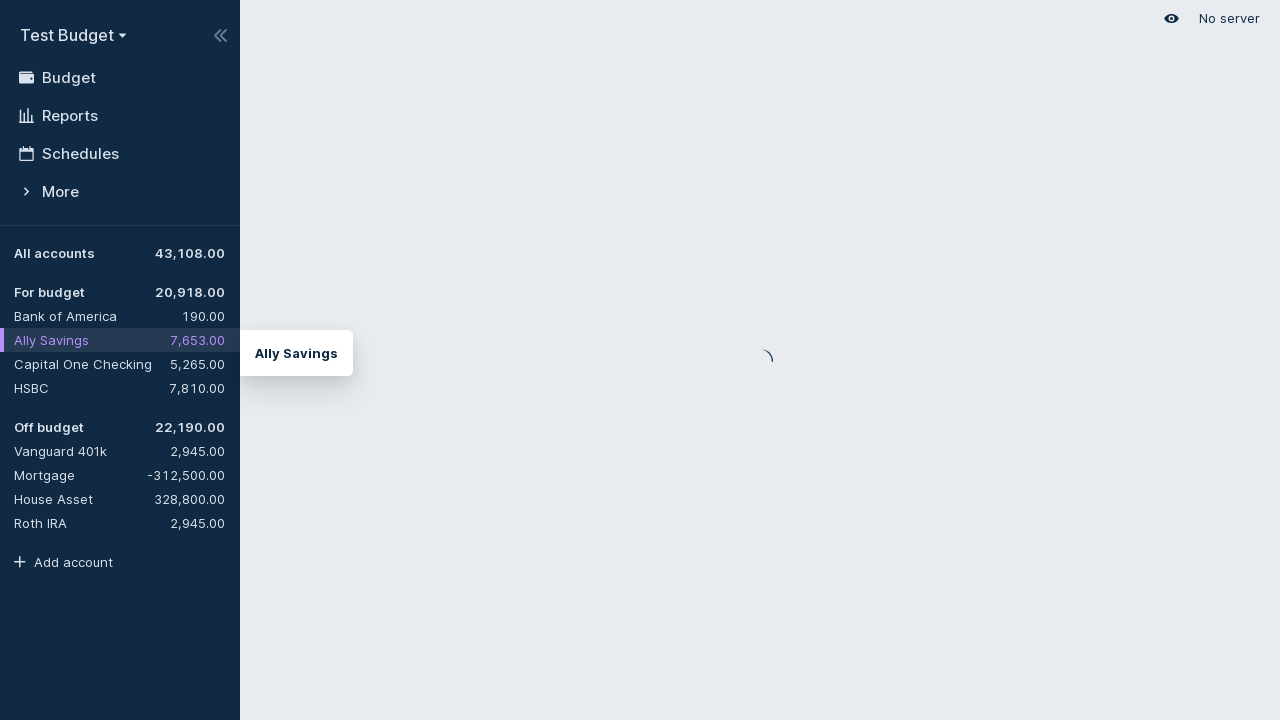 Test Budget
No server
Budget
Reports
Schedules
More
All accounts 43,108.00
For budget 20,918.00
Bank of America 190.00
Ally Savings 7,653.00
Ally Savings
Capital One Checking 5,265.00
HSBC 7,810.00
Off budget 22,190.00
Vanguard 401k 2,945.00
Mortgage -312,500.00
House Asset 328,800.00
Roth IRA 2,945.00
Add account